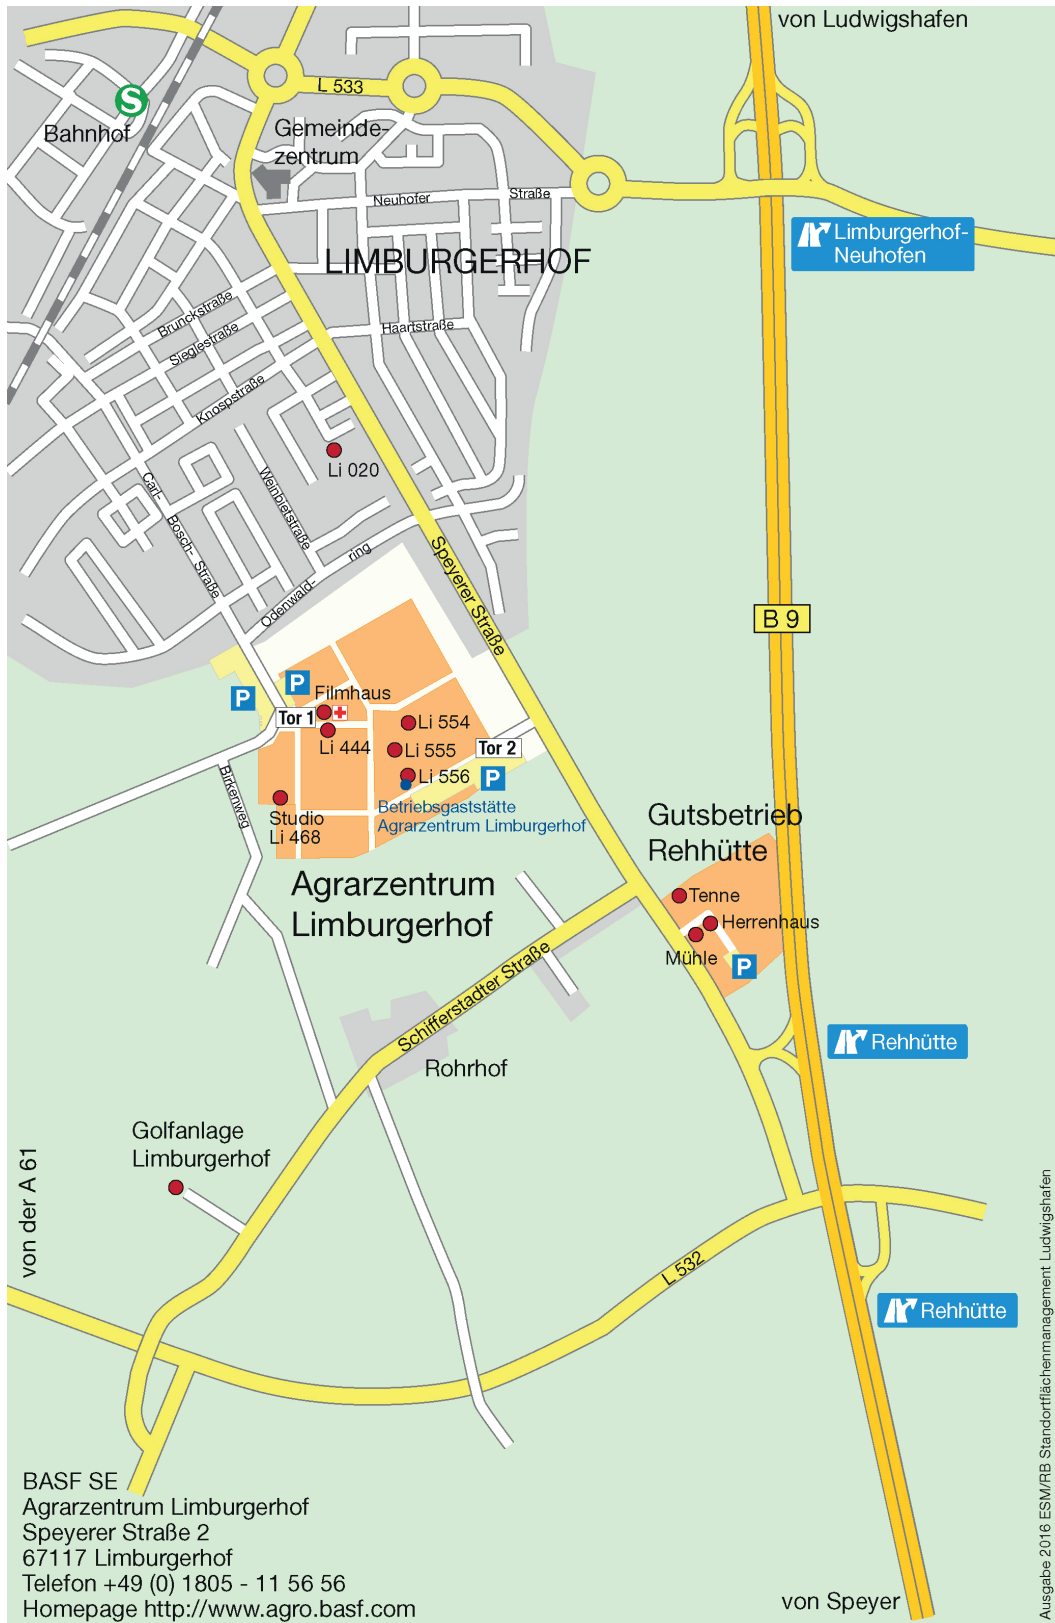 von Ludwigshafen
L 533
S
Bahnhof
Gemeinde-
zentrum
Neuhofer
Straße
Limburgerhof-
Neuhofen
LIMBURGERHOF
Brunckstraße
Haartstraße
Sieglestraße
Knospstraße
Li 020
Weinbietstraße
Carl-
Bosch-
Straße
Odenwald-
ring
Speyerer Straße
B 9
P
P
Filmhaus
Tor 1
Li 444
Li 554
Li 555
Tor 2
Li 556
P
Birkenweg
Studio
Li 468
Betriebsgaststätte
Agrarzentrum Limburgerhof
Gutsbetrieb
Rehhütte
Agrarzentrum
Limburgerhof
Tenne
Herrenhaus
Mühle
P
Schifferstadter Straße
Rehhütte
Rohrhof
Golfanlage
Limburgerhof
von der A 61
L 532
Rehhütte
BASF SE
Agrarzentrum Limburgerhof
Speyerer Straße 2
67117 Limburgerhof
Telefon +49 (0) 1805 - 11 56 56
Homepage http://www.agro.basf.com
von Speyer
Ausgabe 2016 ESM/RB Standortflächenmanagement Ludwigshafen